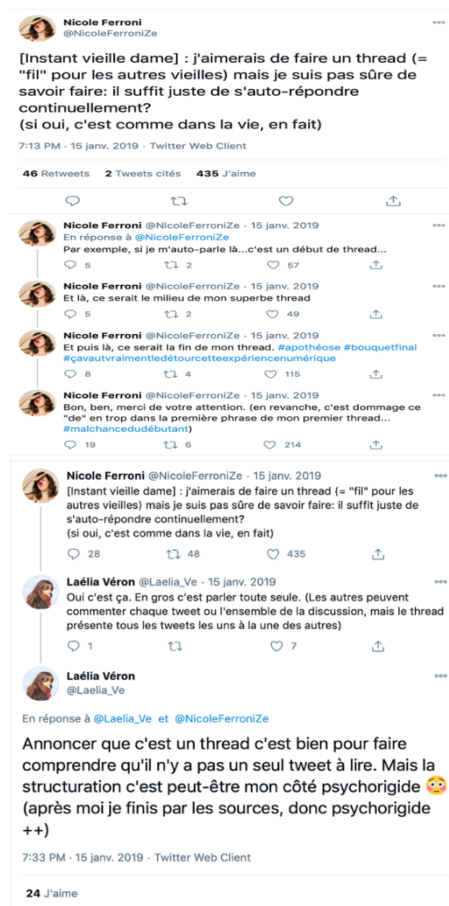 Nicole Ferroni
@NicoleFerroniZe
[Instant vieille dame] : j'aimerais de faire un thread (=
"fil" pour les autres vieilles) mais je suis pas sûre de
savoir faire: il suffit juste de s'auto-répondre
continuellement?
(si oui, c'est comme dans la vie, en fait)
7:13 PM · 15 janv. 2019 · Twitter Web Client
46 Retweets 2 Tweets cités 435 J'aime
Nicole Ferroni @NicoleFerroniZe · 15 janv. 2019
En réponse à @NicoleFerroniZe
Par exemple, si je m'auto-parle là...c'est un début de thread...
5 2 57
Nicole Ferroni @NicoleFerroniZe · 15 janv. 2019
Et là, ce serait le milieu de mon superbe thread
5 2 49
Nicole Ferroni @NicoleFerroniZe · 15 janv. 2019
Et puis là, ce serait la fin de mon thread. #apothéose #bouquetfinal
#çavautvraimentledétourcetteexpériencenumérique
8 4 115
Nicole Ferroni @NicoleFerroniZe · 15 janv. 2019
Bon, ben, merci de votre attention. (en revanche, c'est dommage ce
"de" en trop dans la première phrase de mon premier thread...
#malchancedudébutant)
19 6 214
Nicole Ferroni @NicoleFerroniZe · 15 janv. 2019
[Instant vieille dame] : j'aimerais de faire un thread (= "fil" pour les
autres vieilles) mais je suis pas sûre de savoir faire: il suffit juste de
s'auto-répondre continuellement?
(si oui, c'est comme dans la vie, en fait)
28 48 435
Laélia Véron @Laelia_Ve · 15 janv. 2019
Oui c'est ça. En gros c'est parler toute seule. (Les autres peuvent
commenter chaque tweet ou l'ensemble de la discussion, mais le thread
présente tous les tweets les uns à la une des autres)
1 7
Laélia Véron
@Laelia_Ve
En réponse à @Laelia_Ve et @NicoleFerroniZe
Annoncer que c'est un thread c'est bien pour faire
comprendre qu'il n'y a pas un seul tweet à lire. Mais la
structuration c'est peut-être mon côté psychorigide 😳
(après moi je finis par les sources, donc psychorigide
++)
7:33 PM · 15 janv. 2019 · Twitter Web Client
24 J'aime